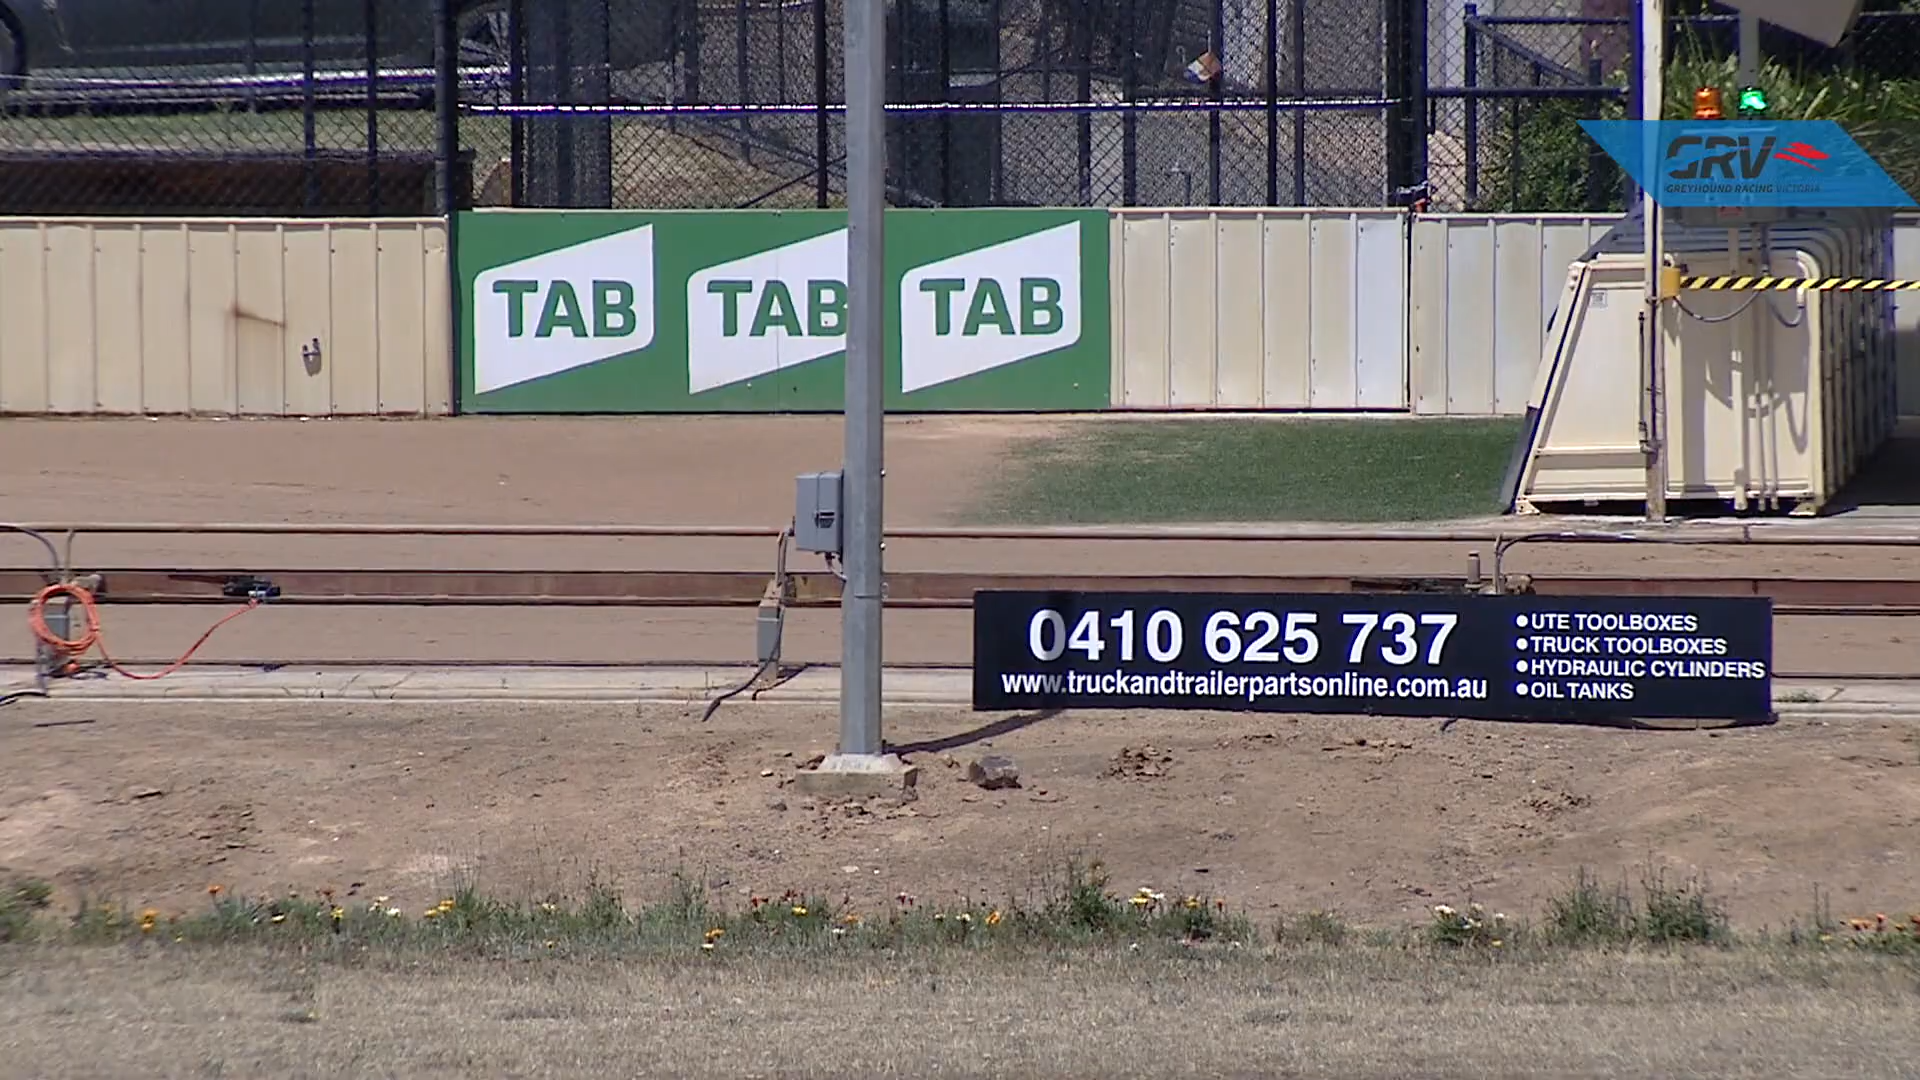 GRV
GREYHOUND RACING VICTORIA
TAB TAB TAB
0410 625 737
www.truckandtrailerpartsonline.com.au
• UTE TOOLBOXES
• TRUCK TOOLBOXES
• HYDRAULIC CYLINDERS
• OIL TANKS